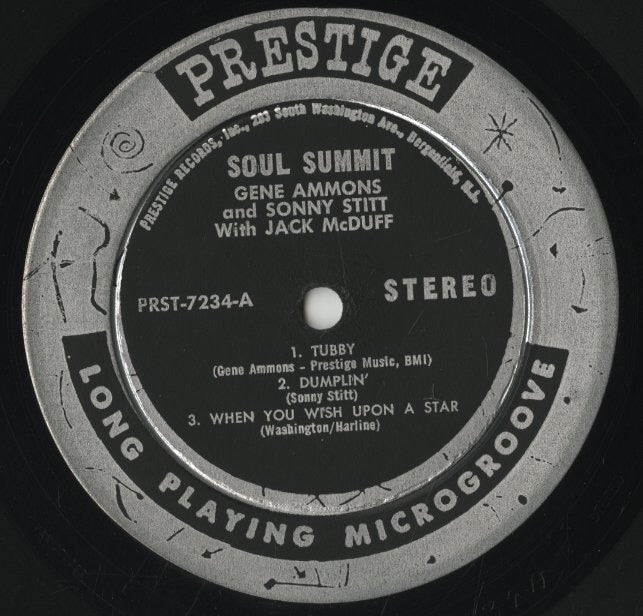 PRESTIGE
PRESTIGE RECORDS, Inc., 203 South Washington Ave., Bergenfield, N.J.
SOUL SUMMIT
GENE AMMONS
and SONNY STITT
With JACK McDUFF
PRST-7234-A
STEREO
1. TUBBY
(Gene Ammons - Prestige Music, BMI)
2. DUMPLIN'
(Sonny Stitt)
3. WHEN YOU WISH UPON A STAR
(Washington/Harline)
LONG PLAYING MICROGROOVE